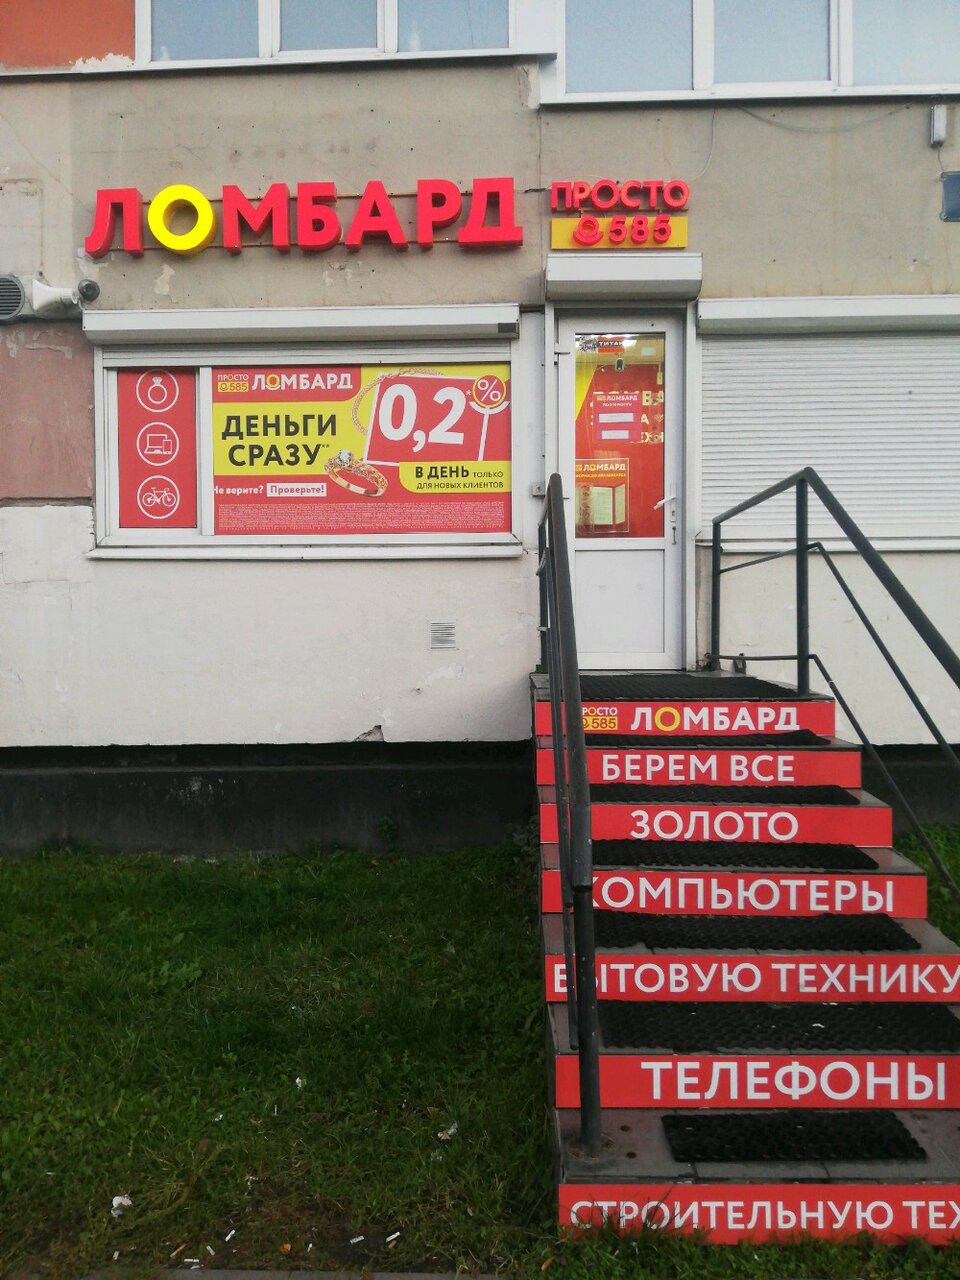 ЛОМБАРД
ПРОСТО
585
ПРОСТО
585
ЛОМБАРД
ДЕНЬГИ
СРАЗУ**
0,2*
%
В ДЕНЬ ТОЛЬКО
ДЛЯ НОВЫХ КЛИЕНТОВ
Не верите? Проверьте!
ТИТАН
ЛОМБАРД
ЛОМБАРД
ПРОСТО
585
ЛОМБАРД
БЕРЕМ ВСЕ
ЗОЛОТО
КОМПЬЮТЕРЫ
БЫТОВУЮ ТЕХНИКУ
ТЕЛЕФОНЫ
СТРОИТЕЛЬНУЮ ТЕХ